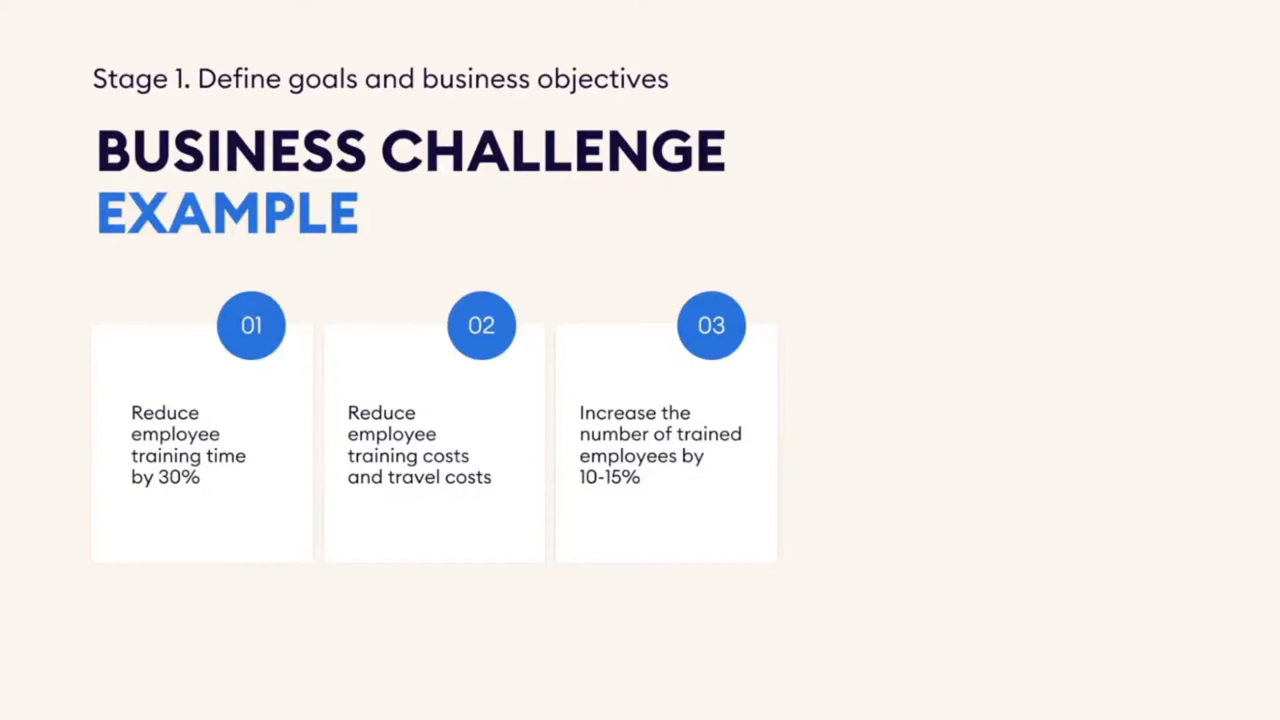 Stage 1. Define goals and business objectives
BUSINESS CHALLENGE
EXAMPLE
01
Reduce
employee
training time
by 30%
02
Reduce
employee
training costs
and travel costs
03
Increase the
number of trained
employees by
10-15%